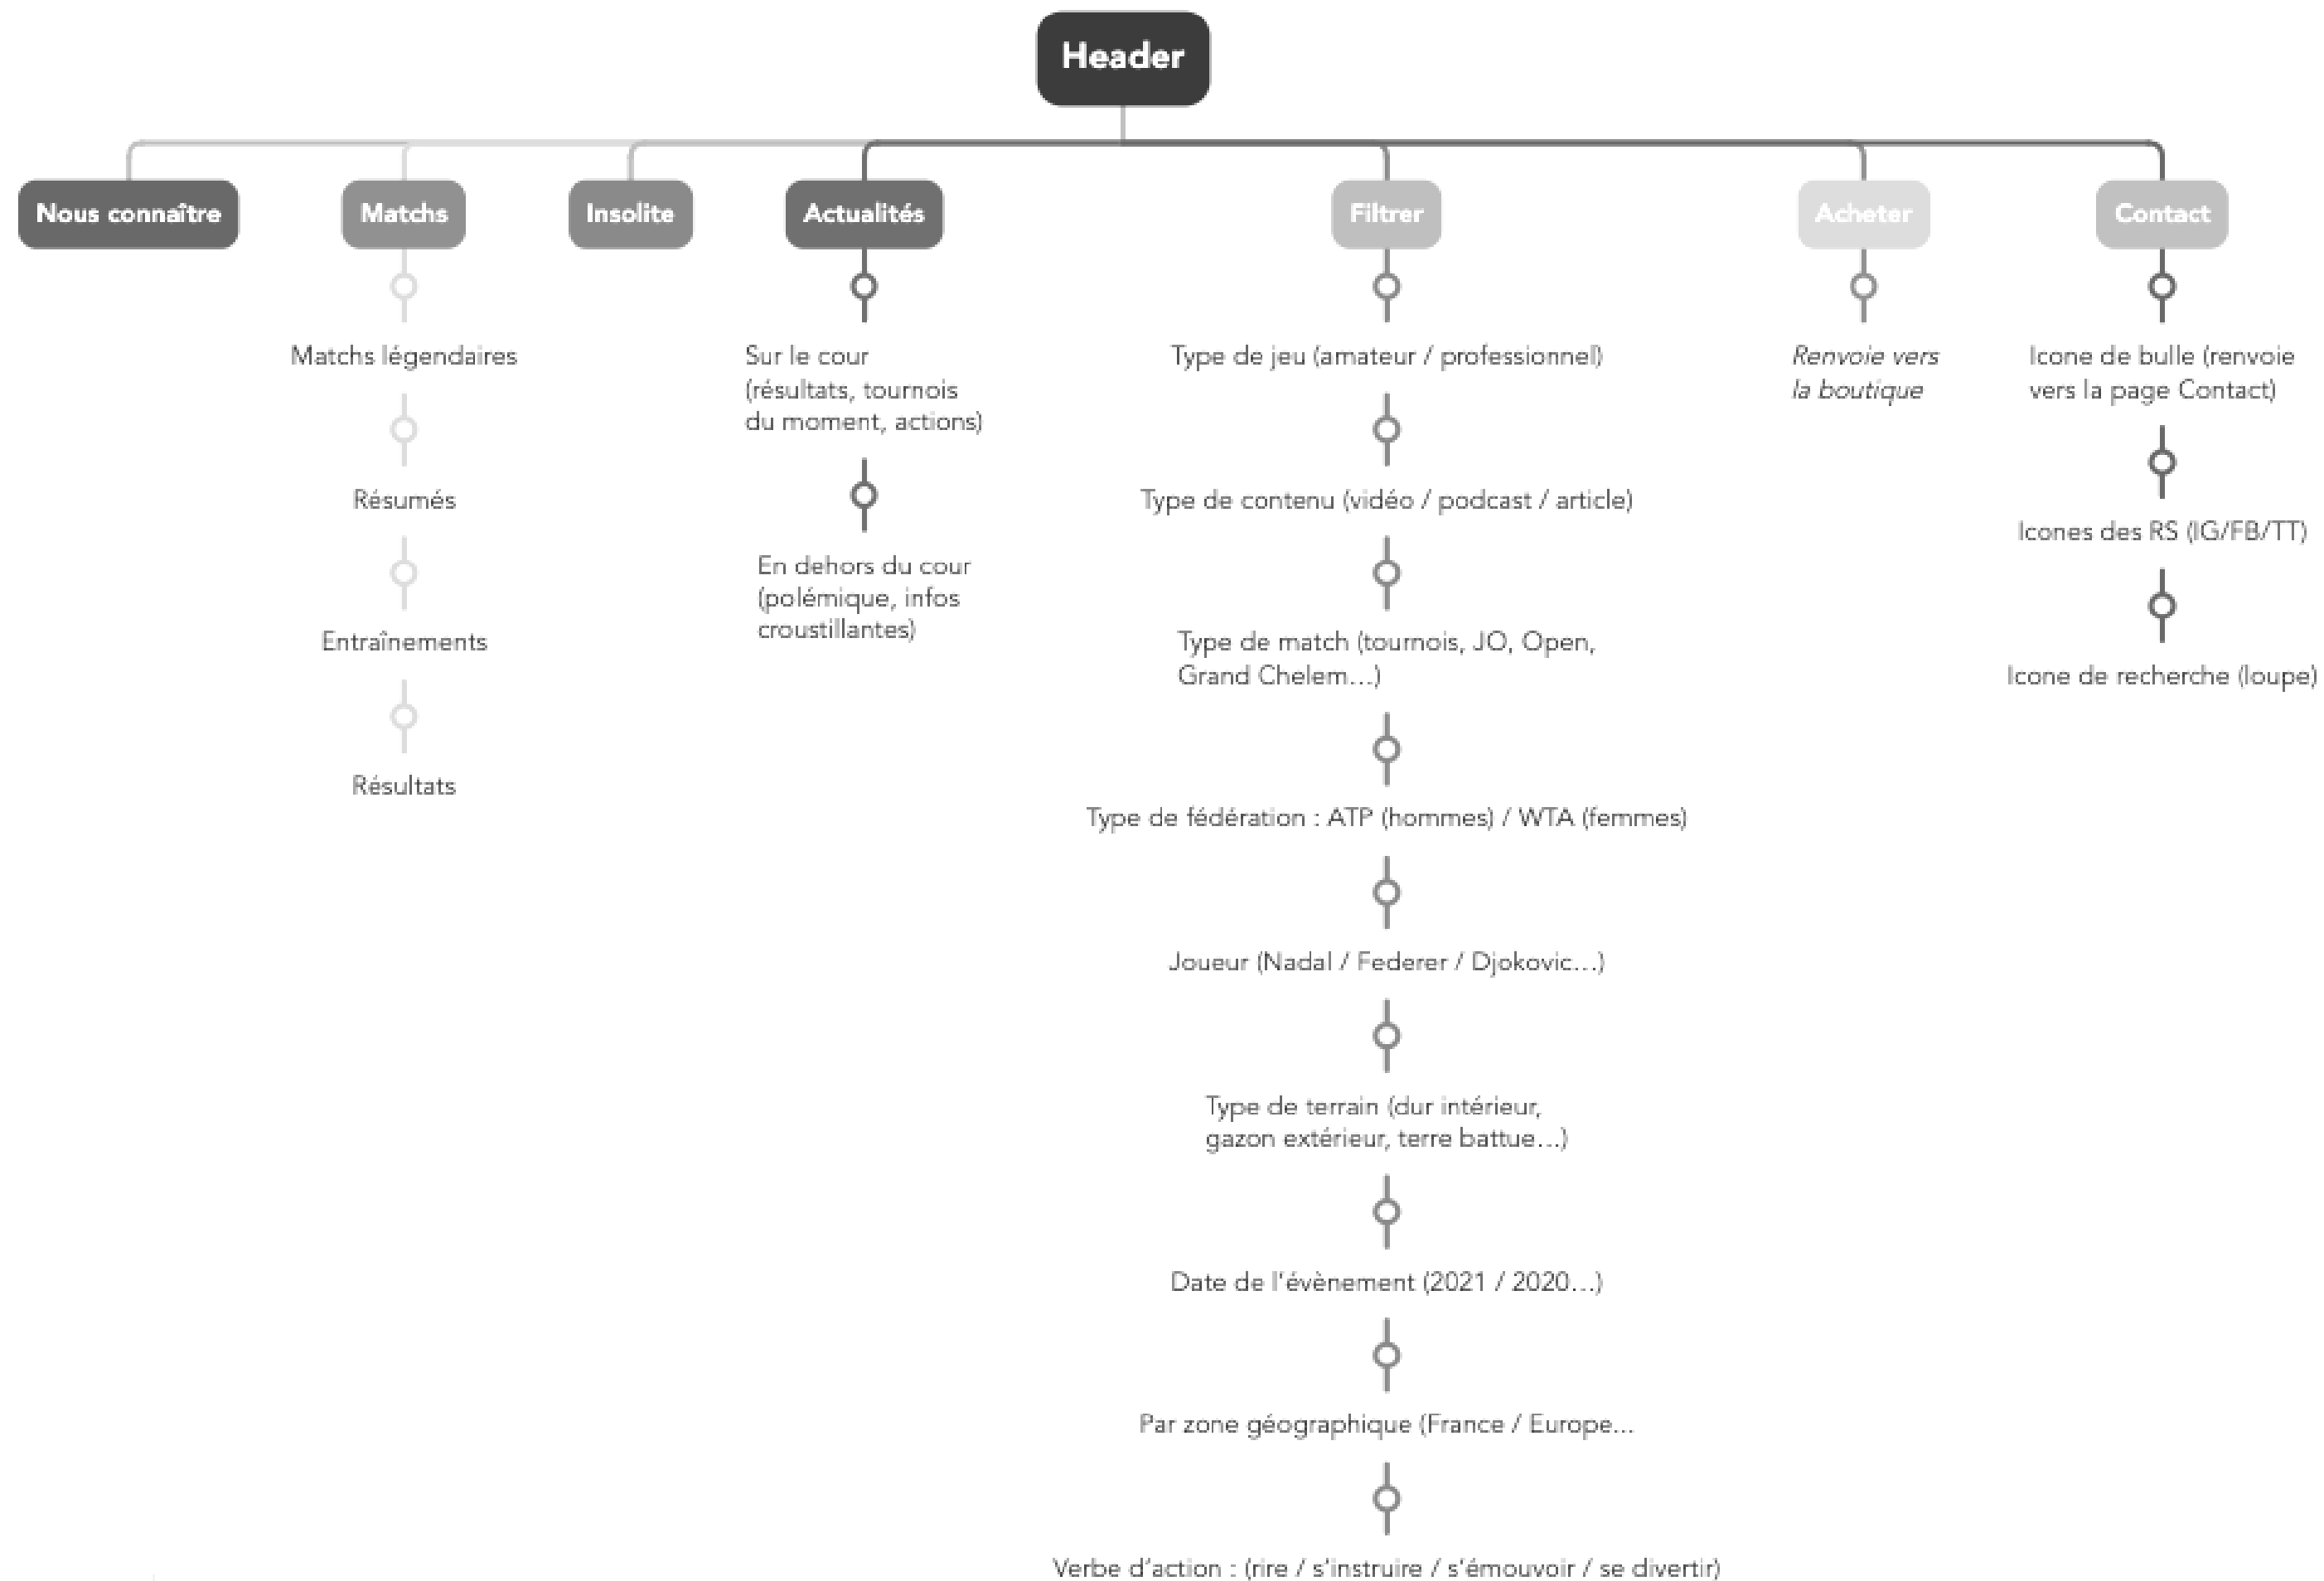 Header
Nous connaître
Matchs
Insolite
Actualités
Filtrer
Acheter
Contact
Matchs légendaires
Résumés
Entraînements
Résultats
Sur le cour
(résultats, tournois
du moment, actions)
En dehors du cour
(polémique, infos
croustillantes)
Type de jeu (amateur / professionnel)
Type de contenu (vidéo / podcast / article)
Type de match (tournois, JO, Open,
Grand Chelem...)
Type de fédération : ATP (hommes) / WTA (femmes)
Joueur (Nadal / Federer / Djokovic...)
Type de terrain (dur intérieur,
gazon extérieur, terre battue...)
Date de l'évènement (2021 / 2020...)
Par zone géographique (France / Europe...
Verbe d'action : (rire / s'instruire / s'émouvoir / se divertir)
Renvoie vers
la boutique
Icone de bulle (renvoie
vers la page Contact)
Icones des RS (IG/FB/TT)
Icone de recherche (loupe)